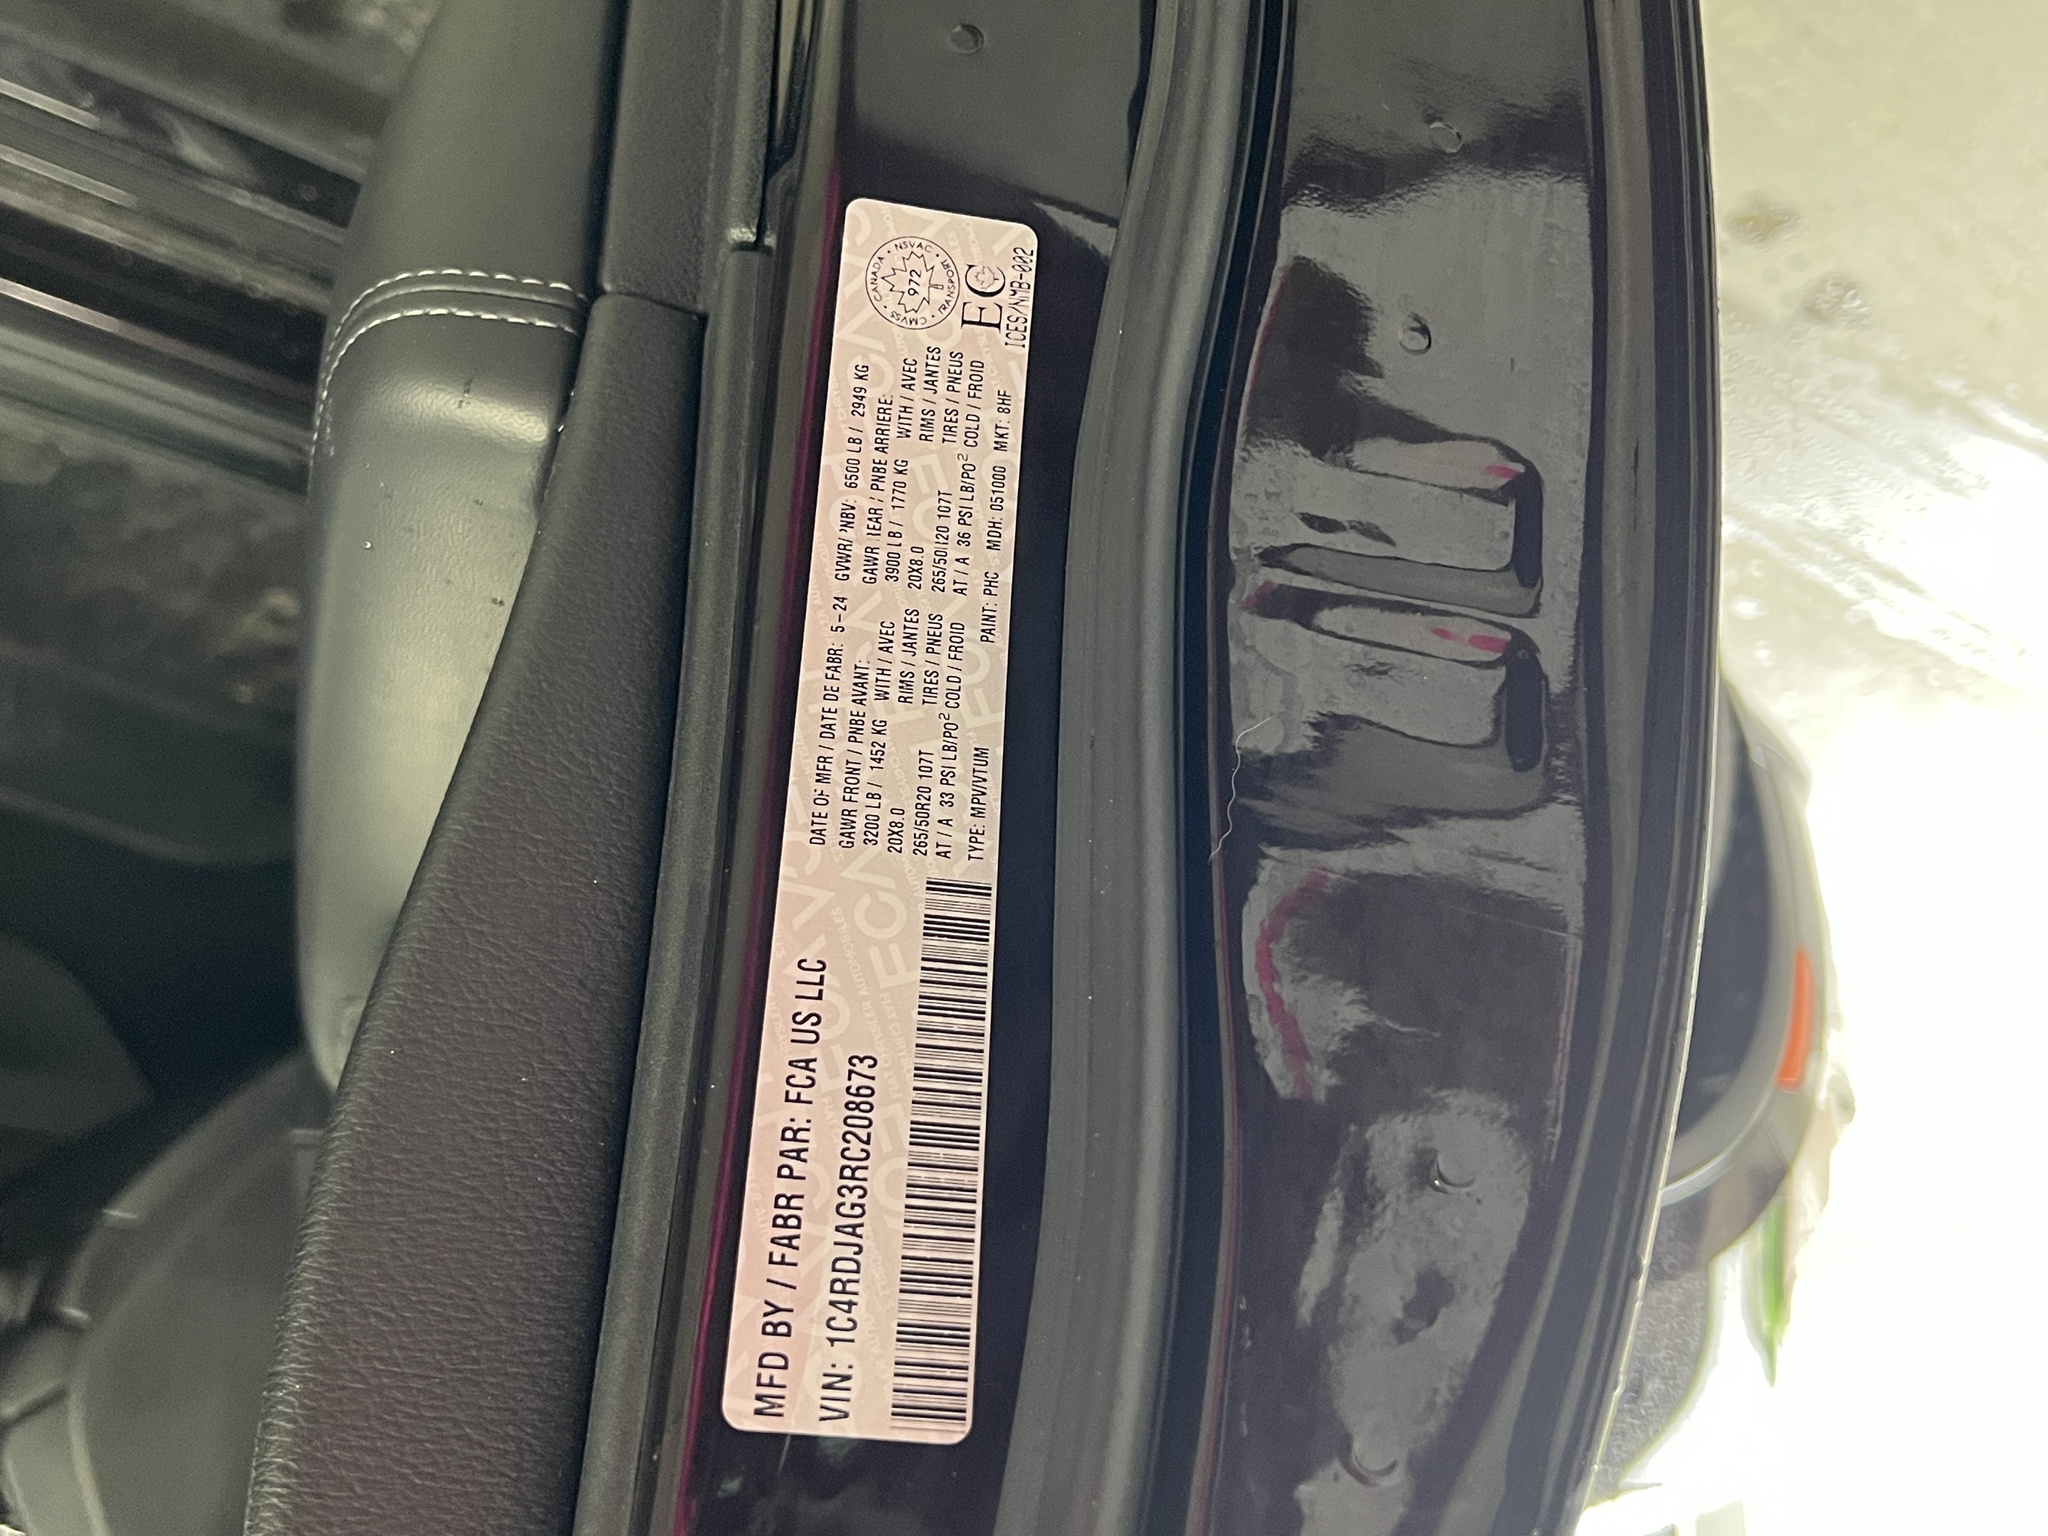 MFD BY / FABR PAR: FCA US LLC
VIN: 1C4RDJAG3RC208673
DATE OF MFR / DATE DE FABR: 5-24 GVWR/ PNBV: 6500 LB / 2949 KG
GAWR FRONT / PNBE AVANT: GAWR REAR / PNBE ARRIERE:
3200 LB / 1452 KG WITH / AVEC 3900 LB / 1770 KG WITH / AVEC
20X8.0 RIMS / JANTES 20X8.0 RIMS / JANTES
265/50R20 107T TIRES / PNEUS 265/50R20 107T TIRES / PNEUS
AT / A 33 PSI LB/PO² COLD / FROID AT / A 36 PSI LB/PO² COLD / FROID
TYPE: MPV/VTUM PAINT: PHC MDH: 051000 MKT: 8HF
CMVSS • CANADA • NSVAC • TRANSPORT •
972
EC
ICES/NMB-002